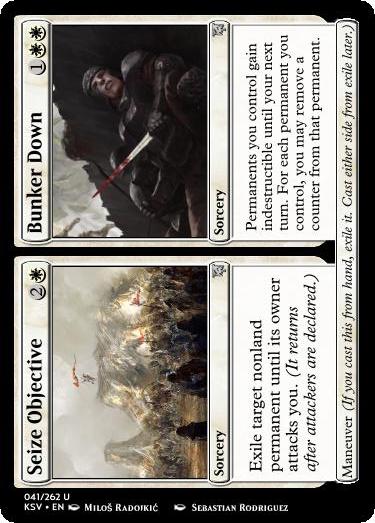 Seize Objective 2
Sorcery
Exile target nonland
permanent until its owner
attacks you. (It returns
after attackers are declared.)
Bunker Down 1
Sorcery
Permanents you control gain
indestructible until your next
turn. For each permanent you
control, you may remove a
counter from that permanent.
Maneuver (If you cast this from hand, exile it. Cast either side from exile later.)
041/262 U
KSV • EN Miloš Radojkić Sebastian Rodriguez